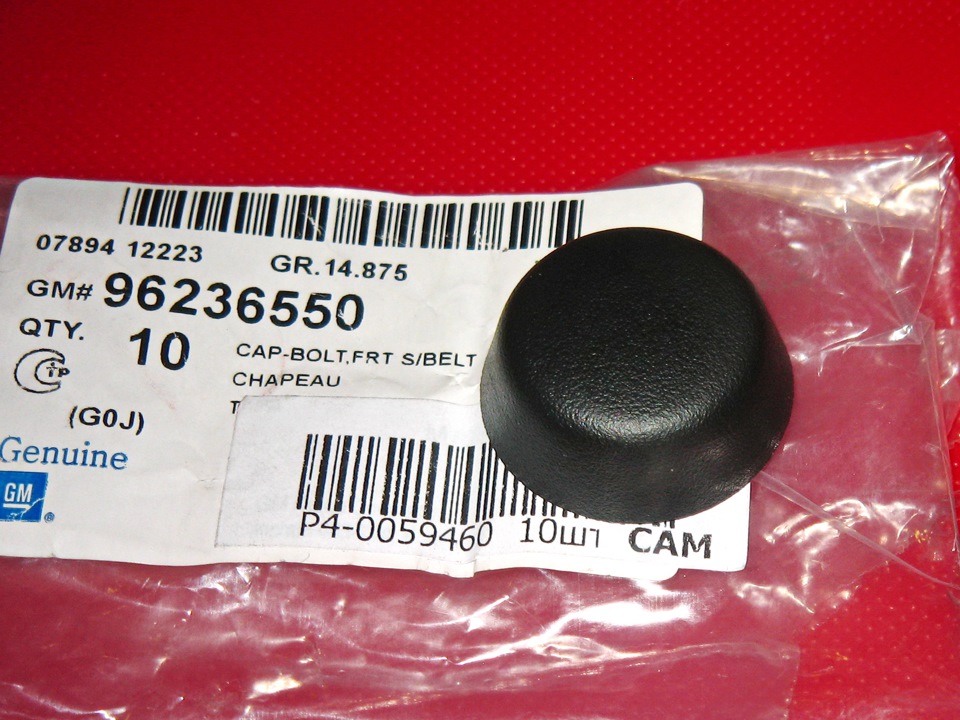 07894 12223
GR.14.875
GM# 96236550
QTY. 10
CAP-BOLT,FRT S/BELT
CHAPEAU
(G0J)
Genuine
GM
®
P4-0059460 10шт CAM